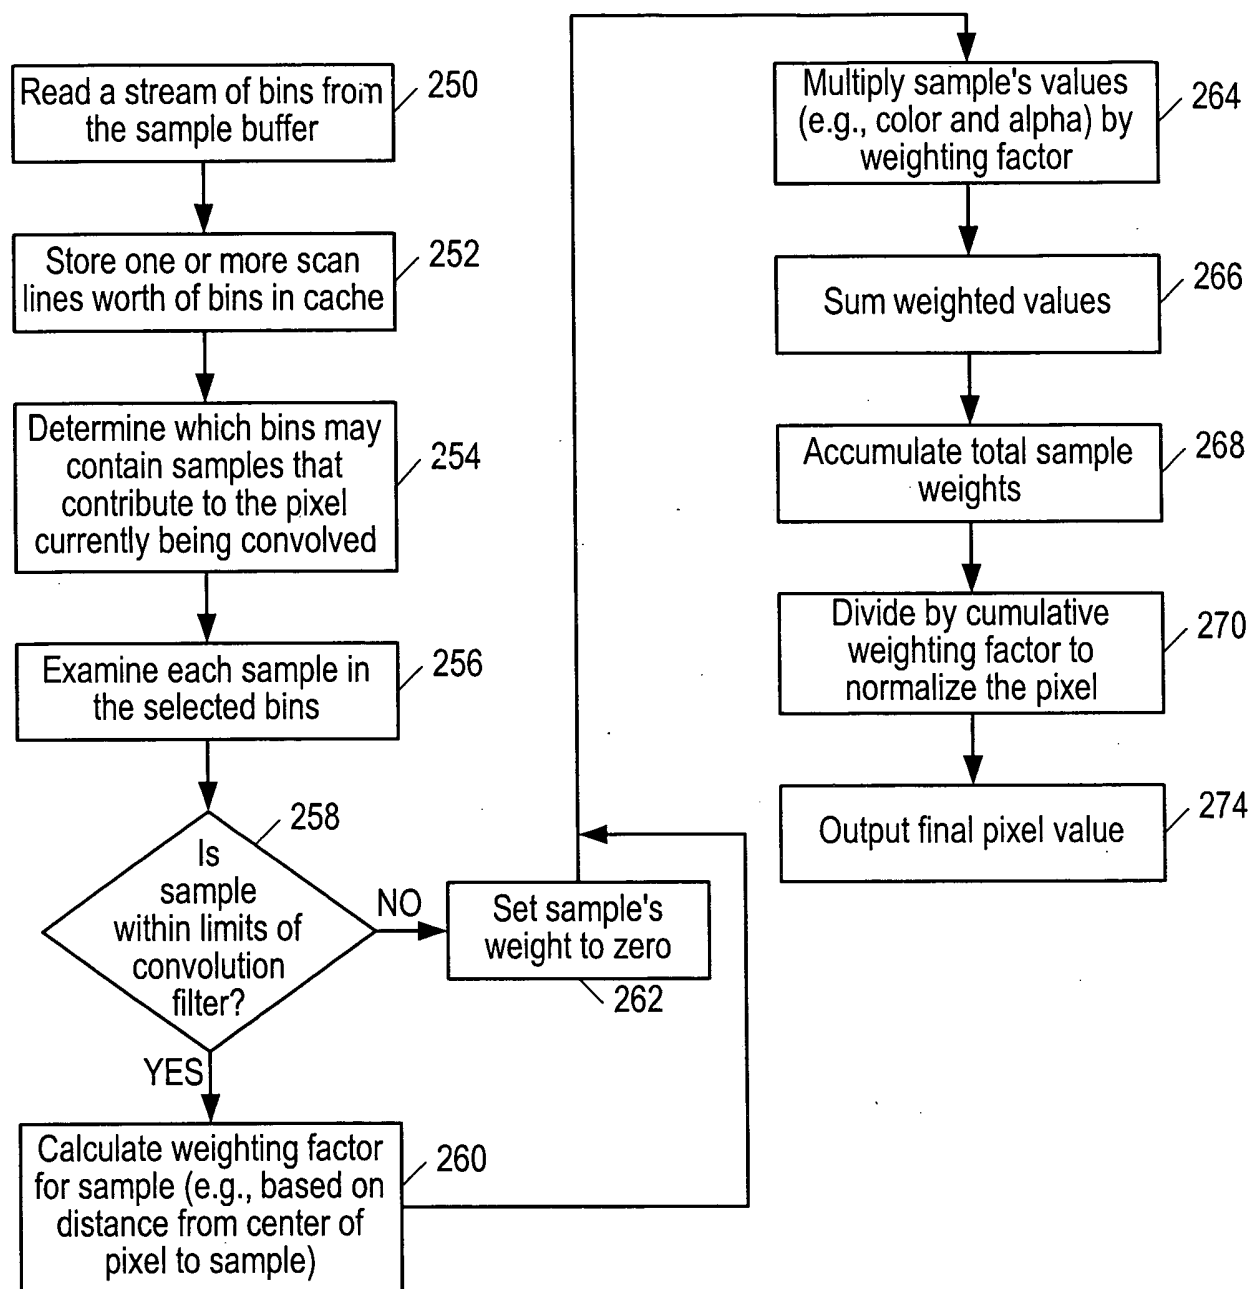 Read a stream of bins from
the sample buffer
250
Store one or more scan
lines worth of bins in cache
252
Determine which bins may
contain samples that
contribute to the pixel
currently being convolved
254
Examine each sample in
the selected bins
256
258
Is
sample
within limits of
convolution
filter?
NO
Set sample's
weight to zero
262
YES
Calculate weighting factor
for sample (e.g., based on
distance from center of
pixel to sample)
260
Multiply sample's values
(e.g., color and alpha) by
weighting factor
264
Sum weighted values
266
Accumulate total sample
weights
268
Divide by cumulative
weighting factor to
normalize the pixel
270
Output final pixel value
274